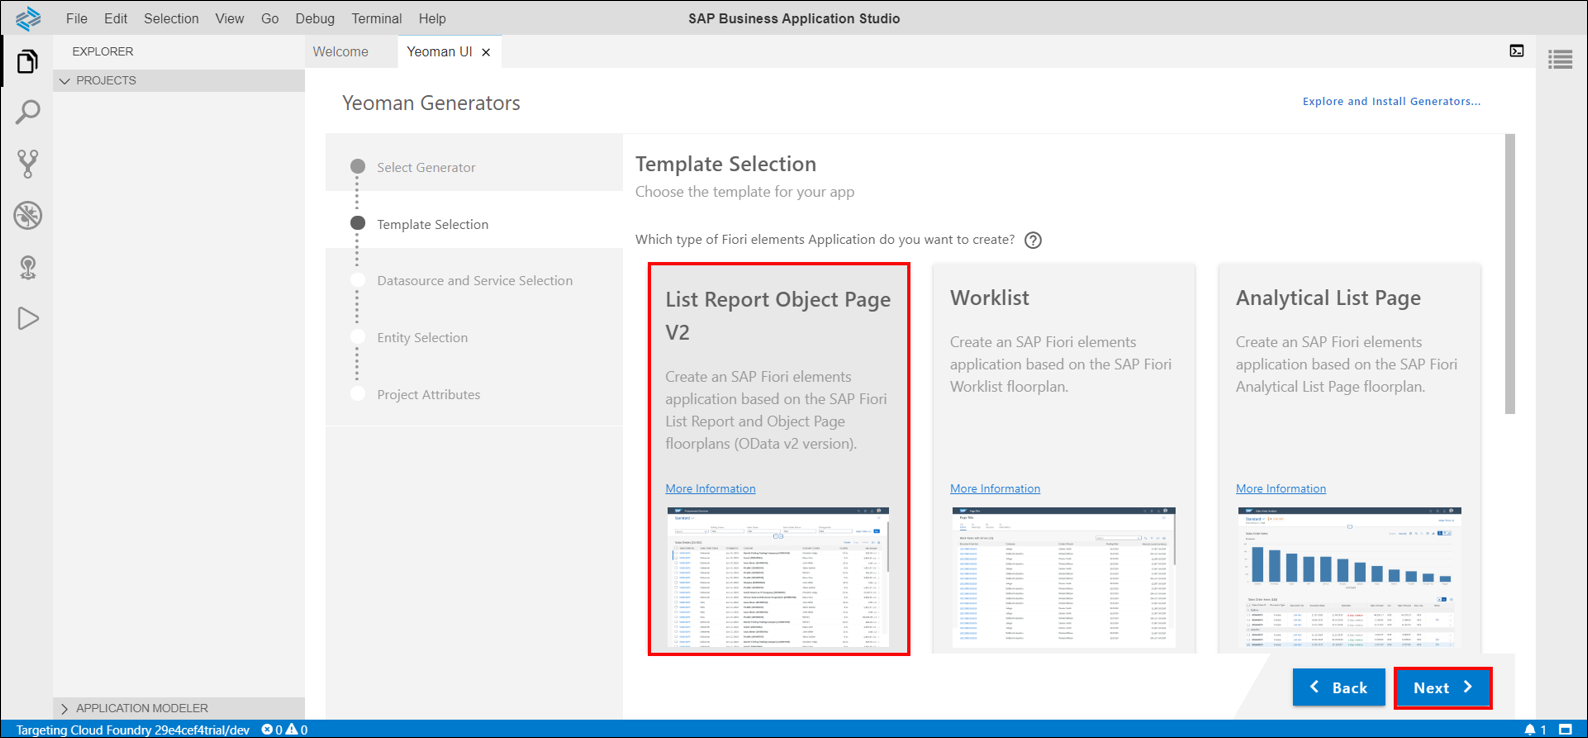 File Edit Selection View Go Debug Terminal Help
SAP Business Application Studio
EXPLORER
PROJECTS
Welcome
Yeoman UI
Yeoman Generators
Explore and Install Generators...
Select Generator
Template Selection
Datasource and Service Selection
Entity Selection
Project Attributes
Template Selection
Choose the template for your app
Which type of Fiori elements Application do you want to create?
List Report Object Page
V2
Create an SAP Fiori elements
application based on the SAP Fiori
List Report and Object Page
floorplans (OData v2 version).
More Information
Worklist
Create an SAP Fiori elements
application based on the SAP Fiori
Worklist floorplan.
More Information
Analytical List Page
Create an SAP Fiori elements
application based on the SAP Fiori
Analytical List Page floorplan.
More Information
Back
Next
APPLICATION MODELER
Targeting Cloud Foundry 29e4cef4trial/dev 0 0
1